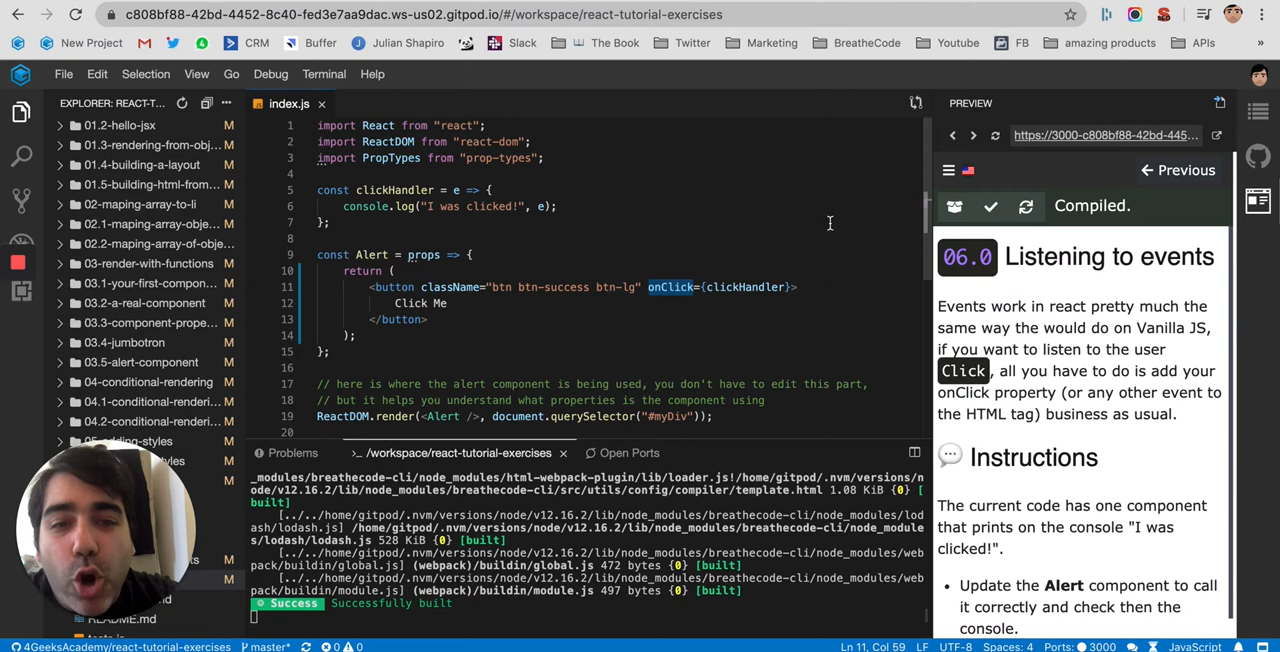 c808bf88-42bd-4452-8c40-fed3e7aa9dac.ws-us02.gitpod.io/#/workspace/react-tutorial-exercises
New Project CRM Buffer Julian Shapiro Slack The Book Twitter Marketing BreatheCode Youtube FB amazing products APIs »
File Edit Selection View Go Debug Terminal Help
EXPLORER: REACT-T...
01.2-hello-jsx M
01.3-rendering-from-obj... M
01.4-building-a-layout M
01.5-building-html-from... M
02-maping-array-to-li M
02.1-maping-array-obje... M
02.2-maping-array-of-obje... M
03-render-with-functions M
03.1-your-first-compon... M
03.2-a-real-component M
03.3-component-prope... M
03.4-jumbotron M
03.5-alert-component M
04-conditional-rendering M
04.1-conditional-renderi... M
04.2-conditional-renderi... M
05-adding-styles M
M
M
M
README.md
index.js
1 import React from "react";
2 import ReactDOM from "react-dom";
3 import PropTypes from "prop-types";
4
5 const clickHandler = e => {
6 console.log("I was clicked!", e);
7 };
8
9 const Alert = props => {
10 return (
11 <button className="btn btn-success btn-lg" onClick={clickHandler}>
12 Click Me
13 </button>
14 );
15 };
16
17 // here is where the alert component is being used, you don't have to edit this part,
18 // but it helps you understand what properties is the component using
19 ReactDOM.render(<Alert />, document.querySelector("#myDiv"));
20
Problems >_ /workspace/react-tutorial-exercises Open Ports
_modules/breathecode-cli/node_modules/html-webpack-plugin/lib/loader.js!/home/gitpod/.nvm/versions/n
ode/v12.16.2/lib/node_modules/breathecode-cli/src/utils/config/compiler/template.html 1.08 KiB {0} [
built]
[../../home/gitpod/.nvm/versions/node/v12.16.2/lib/node_modules/breathecode-cli/node_modules/lod
ash/lodash.js] /home/gitpod/.nvm/versions/node/v12.16.2/lib/node_modules/breathecode-cli/node_module
s/lodash/lodash.js 528 KiB {0} [built]
[../../home/gitpod/.nvm/versions/node/v12.16.2/lib/node_modules/breathecode-cli/node_modules/web
pack/buildin/global.js] (webpack)/buildin/global.js 472 bytes {0} [built]
[../../home/gitpod/.nvm/versions/node/v12.16.2/lib/node_modules/breathecode-cli/node_modules/web
pack/buildin/module.js] (webpack)/buildin/module.js 497 bytes {0} [built]
Success Successfully built
PREVIEW
https://3000-c808bf88-42bd-445...
Previous
Compiled.
06.0 Listening to events
Events work in react pretty much the
same way the would do on Vanilla JS,
if you want to listen to the user
Click, all you have to do is add your
onClick property (or any other event to
the HTML tag) business as usual.
Instructions
The current code has one component
that prints on the console "I was
clicked!".
Update the Alert component to call
it correctly and check then the
console.
4GeeksAcademy/react-tutorial-exercises master* 0 0 Ln 11, Col 59 LF UTF-8 Spaces: 4 Ports: 3000 JavaScript